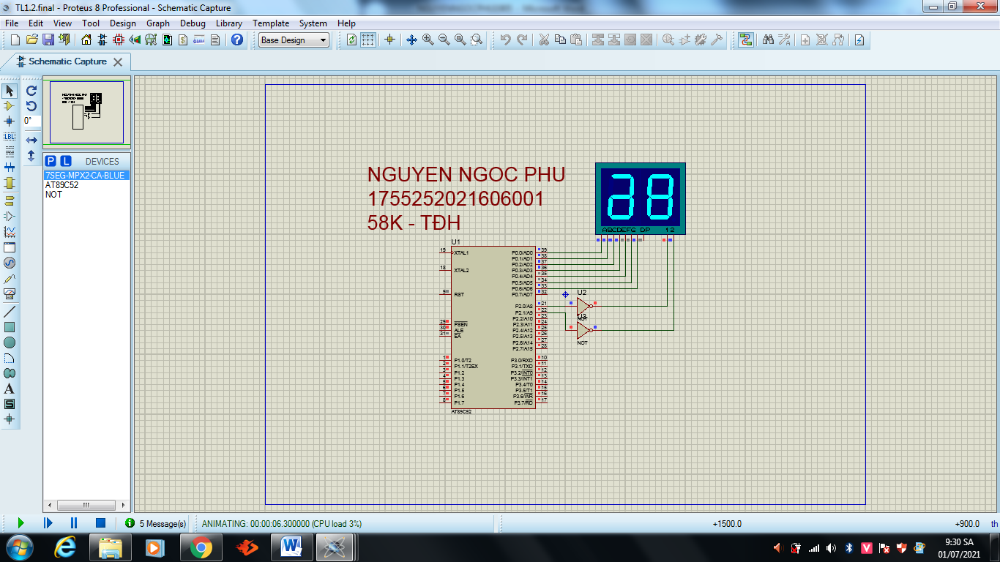 TL1.2.final - Proteus 8 Professional - Schematic Capture
File Edit View Tool Design Graph Debug Library Template System Help
Base Design
Schematic Capture
0°
LBL
P L DEVICES
7SEG-MPX2-CA-BLUE
AT89C52
NOT
NGUYEN NGOC PHU
1755252021606001
58K - TĐH
ABCDEFG DP 12
U1
19 XTAL1 P0.0/AD0 39
P0.1/AD1 38
P0.2/AD2 37
18 XTAL2 P0.3/AD3 36
P0.4/AD4 35
P0.5/AD5 34
P0.6/AD6 33
9 RST P0.7/AD7 32
U2
P2.0/A8 21
P2.1/A9 22
NOT
U3
P2.2/A10 23
29 PSEN P2.3/A11 24
30 ALE P2.4/A12 25
31 EA P2.5/A13 26
P2.6/A14 27
P2.7/A15 28
NOT
1 P1.0/T2 P3.0/RXD 10
2 P1.1/T2EX P3.1/TXD 11
3 P1.2 P3.2/INT0 12
4 P1.3 P3.3/INT1 13
5 P1.4 P3.4/T0 14
6 P1.5 P3.5/T1 15
7 P1.6 P3.6/WR 16
8 P1.7 P3.7/RD 17
AT89C52
5 Message(s) ANIMATING: 00:00:06.300000 (CPU load 3%) +1500.0 +900.0 th
9:30 SA
01/07/2021